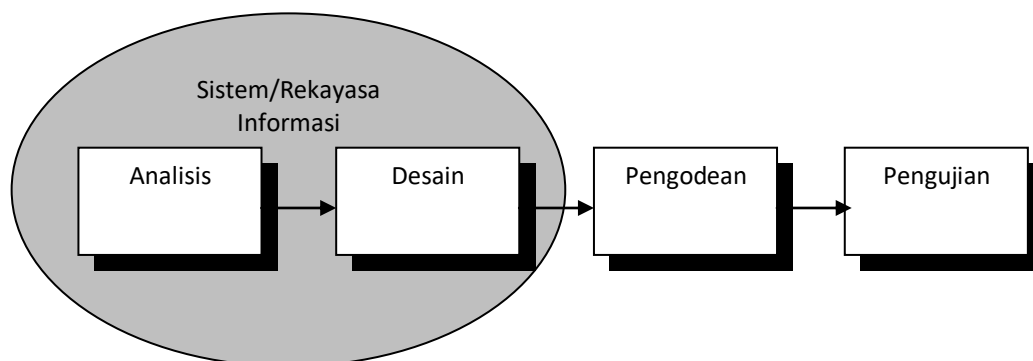 Sistem/Rekayasa
Informasi
Analisis
Desain
Pengodean
Pengujian